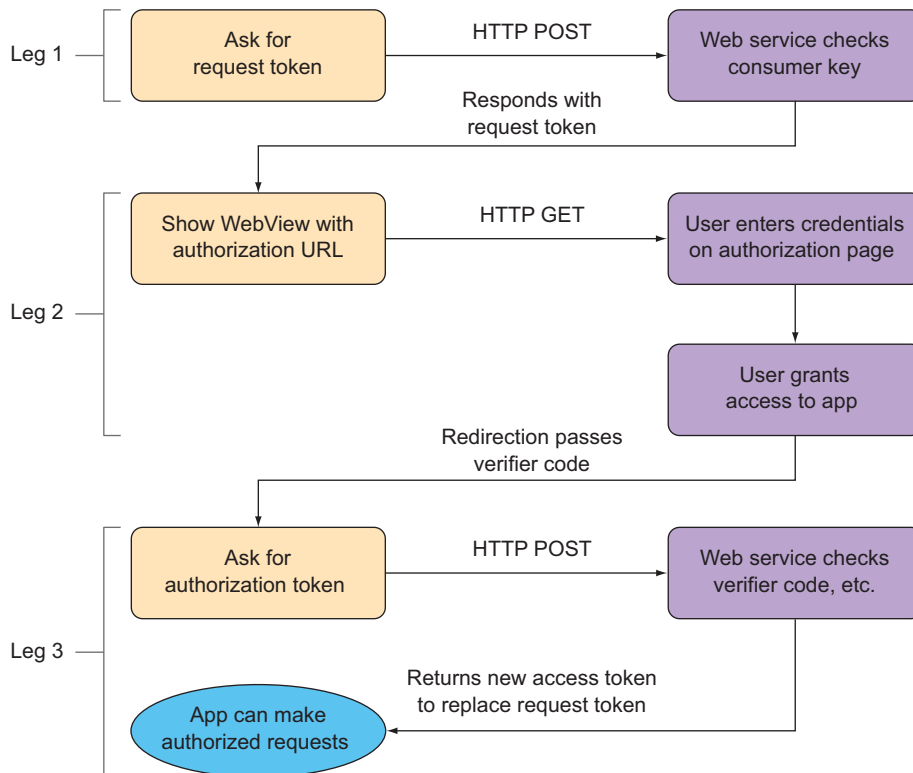 Leg 1
Ask for
request token
HTTP POST
Web service checks
consumer key
Responds with
request token
Leg 2
Show WebView with
authorization URL
HTTP GET
User enters credentials
on authorization page
User grants
access to app
Redirection passes
verifier code
Leg 3
Ask for
authorization token
HTTP POST
Web service checks
verifier code, etc.
Returns new access token
to replace request token
App can make
authorized requests